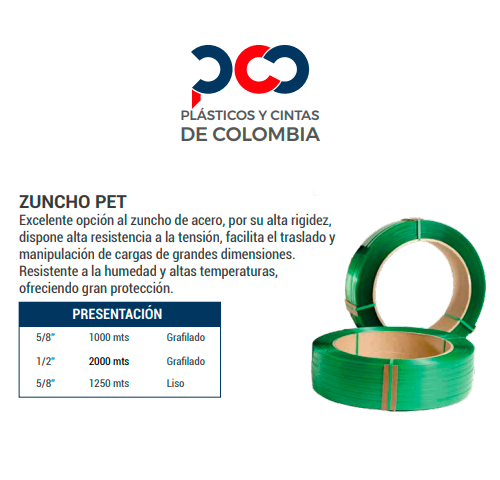 pco
PLÁSTICOS Y CINTAS
DE COLOMBIA
ZUNCHO PET
Excelente opción al zuncho de acero, por su alta rigidez,
dispone alta resistencia a la tensión, facilita el traslado y
manipulación de cargas de grandes dimensiones.
Resistente a la humedad y altas temperaturas,
ofreciendo gran protección.
PRESENTACIÓN
5/8" 1000 mts Grafilado
1/2" 2000 mts Grafilado
5/8" 1250 mts Liso